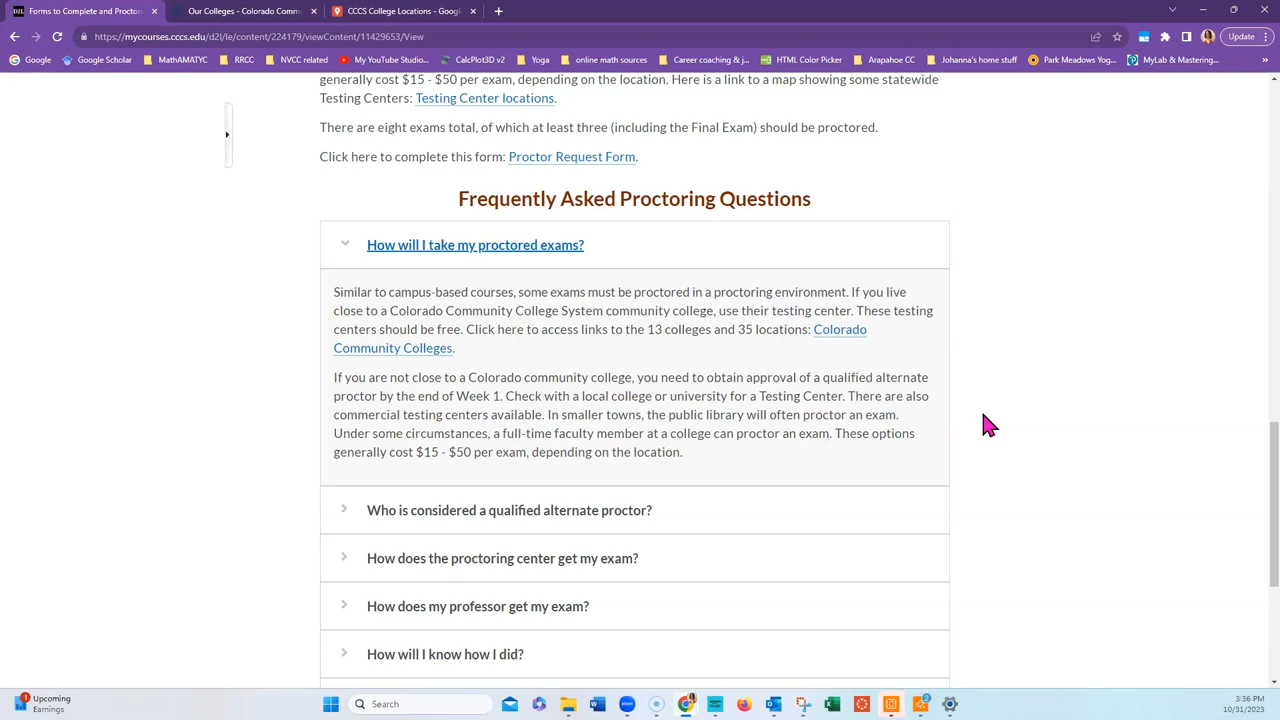 Forms to Complete and Proctor
Our Colleges - Colorado Comm
CCCS College Locations - Googl
https://mycourses.cccs.edu/d2l/le/content/224179/viewContent/11429653/View
Update
Google
Google Scholar
MathAMATYC
RRCC
NVCC related
My YouTube Studio...
CalcPlot3D v2
Yoga
online math sources
Career coaching & j...
HTML Color Picker
Arapahoe CC
Johanna's home stuff
Park Meadows Yog...
MyLab & Mastering...
generally cost $15 - $50 per exam, depending on the location. Here is a link to a map showing some statewide
Testing Centers: Testing Center locations.
There are eight exams total, of which at least three (including the Final Exam) should be proctored.
Click here to complete this form: Proctor Request Form.
Frequently Asked Proctoring Questions
How will I take my proctored exams?
Similar to campus-based courses, some exams must be proctored in a proctoring environment. If you live
close to a Colorado Community College System community college, use their testing center. These testing
centers should be free. Click here to access links to the 13 colleges and 35 locations: Colorado
Community Colleges.
If you are not close to a Colorado community college, you need to obtain approval of a qualified alternate
proctor by the end of Week 1. Check with a local college or university for a Testing Center. There are also
commercial testing centers available. In smaller towns, the public library will often proctor an exam.
Under some circumstances, a full-time faculty member at a college can proctor an exam. These options
generally cost $15 - $50 per exam, depending on the location.
Who is considered a qualified alternate proctor?
How does the proctoring center get my exam?
How does my professor get my exam?
How will I know how I did?
Upcoming
Earnings
Search
3:36 PM
10/31/2023